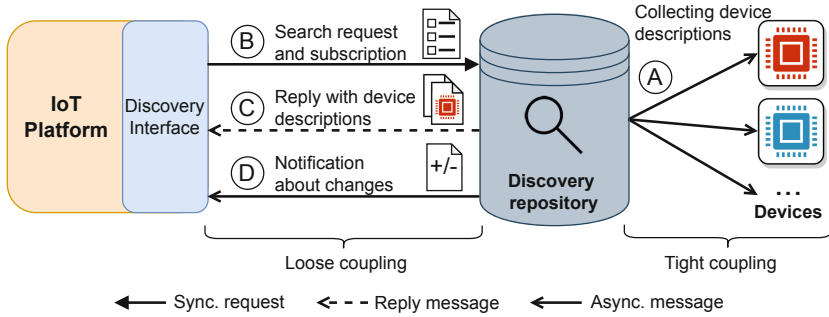 Collecting device
descriptions
B
Search request
and subscription
A
IoT
Platform
Discovery
Interface
C
Reply with device
descriptions
D
Notification
about changes
+/-
Discovery
repository
...
Devices
Loose coupling
Tight coupling
Sync. request
Reply message
Async. message